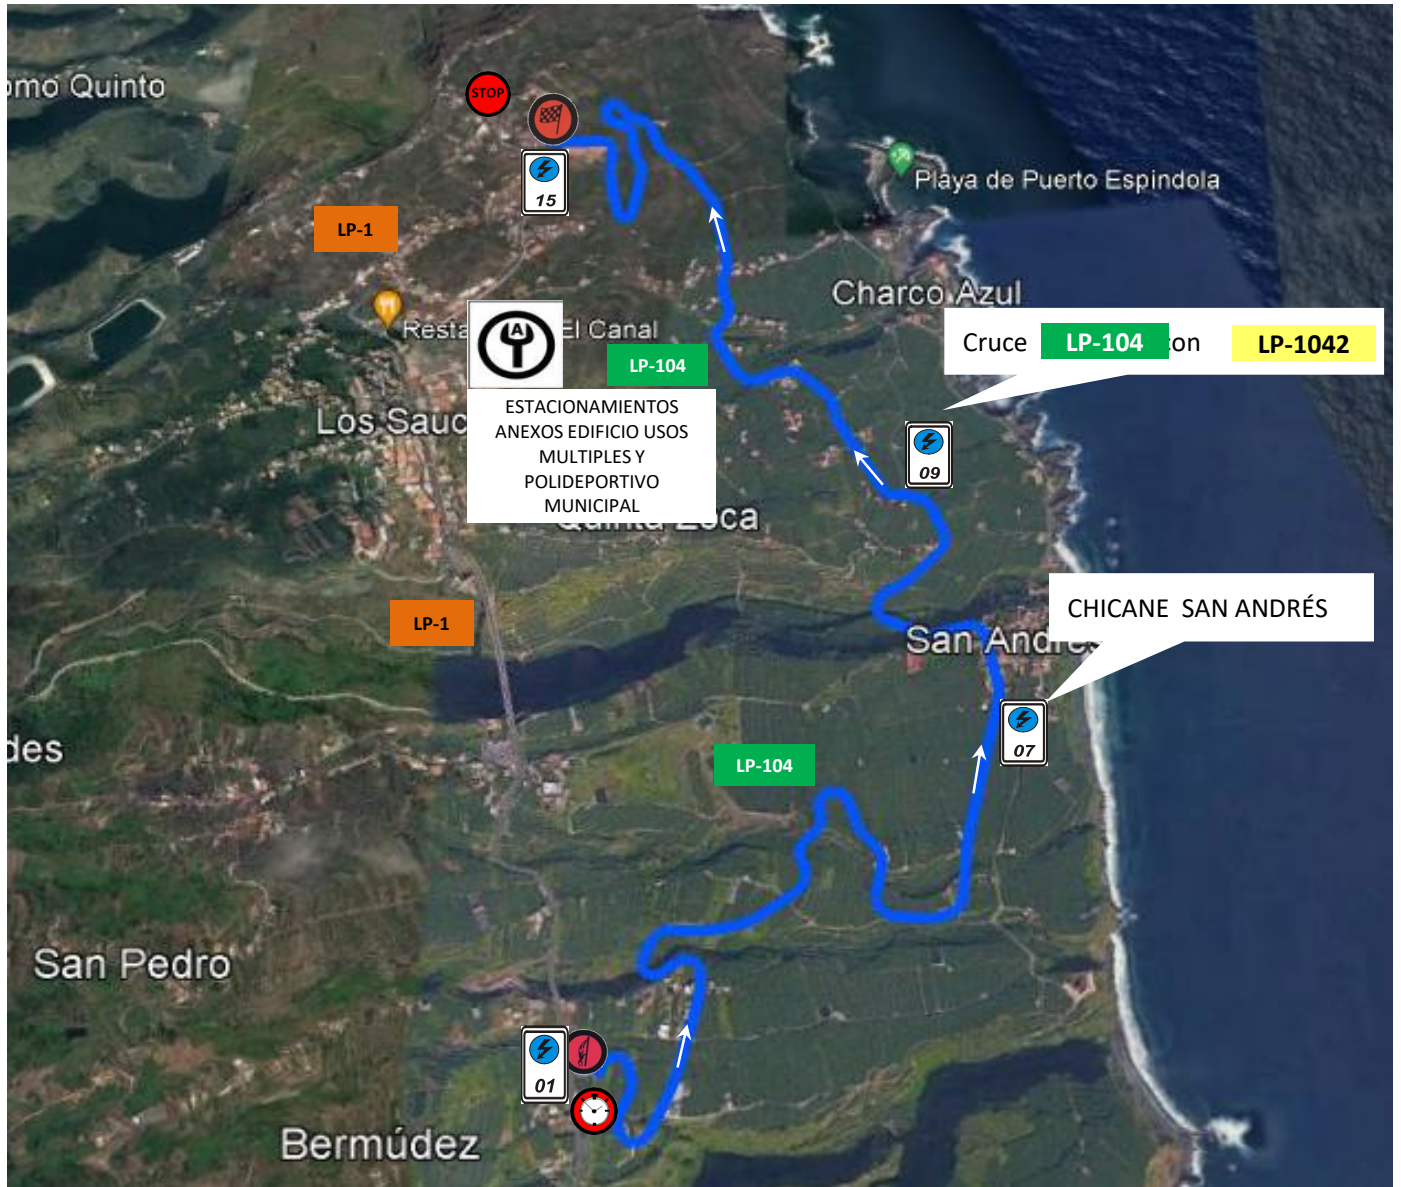 omo Quinto
STOP
15
Playa de Puerto Espindola
LP-1
Charco Azul
Resta
El Canal
A
LP-104
Cruce LP-104 con LP-1042
Los Sauc
ESTACIONAMIENTOS
ANEXOS EDIFICIO USOS
MULTIPLES Y
POLIDEPORTIVO
MUNICIPAL
09
Quinta Zoca
LP-1
CHICANE SAN ANDRÉS
San Andrés
07
des
LP-104
San Pedro
01
Bermúdez